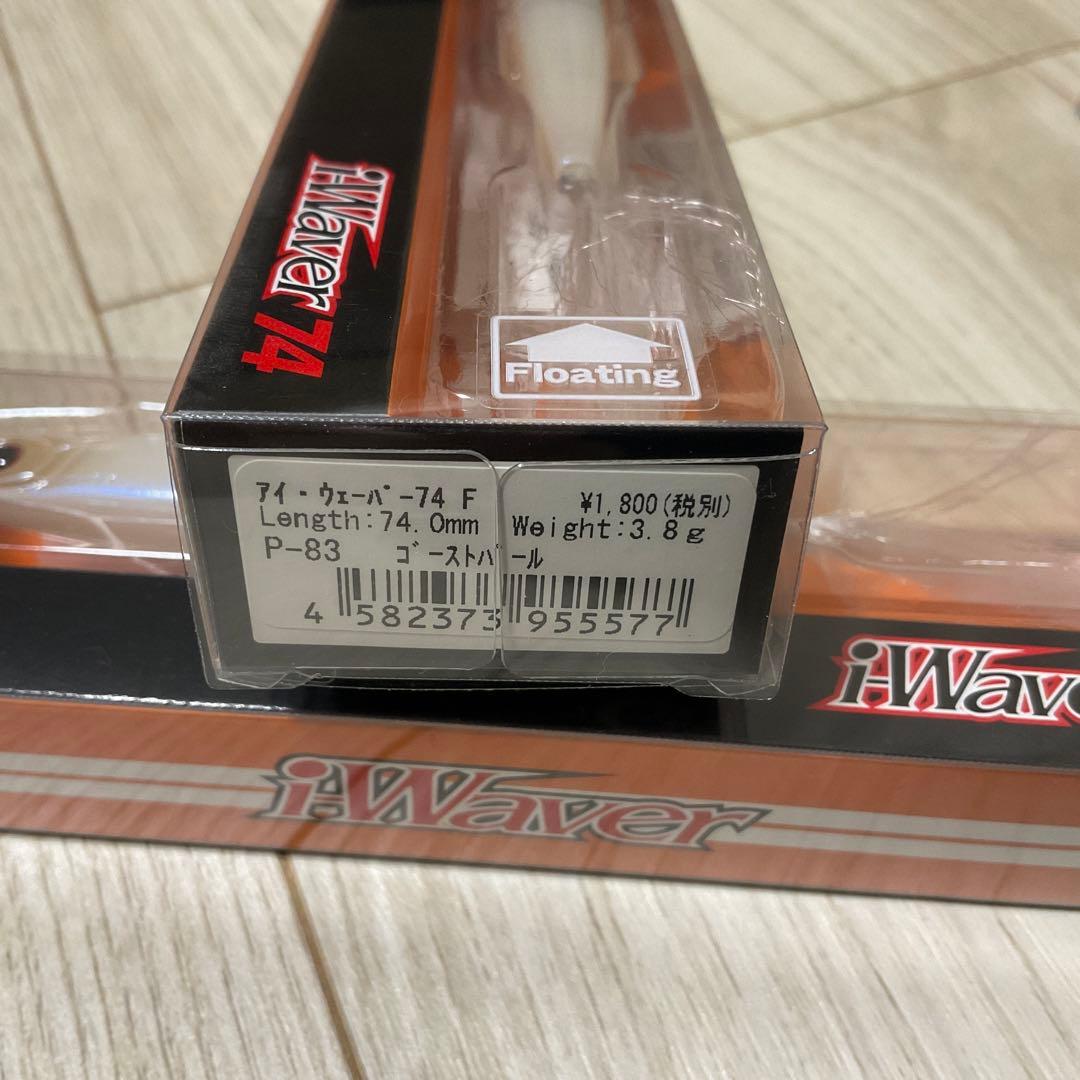 i-Waver 74
Floating
ｱｲ・ｳｪｰﾊﾞｰ74 F ¥1,800(税別)
Length:74.0mm Weight:3.8g
P-83 ｺﾞｰｽﾄﾊﾟｰﾙ
4 582373 955577
i-Wave
i-Waver